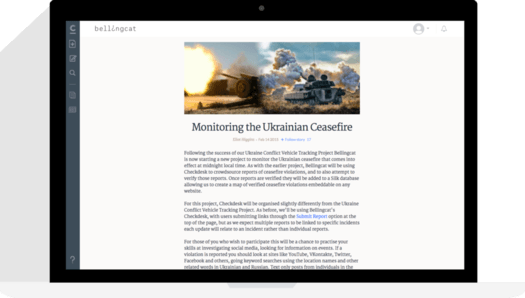 bellingcat
Monitoring the Ukrainian Ceasefire
Following the success of our Ukraine Conflict Vehicle Tracking Project Bellingcat
is now starting a new project to monitor the Ukrainian ceasefire that comes into
effect at midnight local time. As with the earlier project, Bellingcat will be using
Checkdesk to crowdsource reports of ceasefire violations, and to also attempt to
verify those reports. Once reports are verified they will be added to a Silk database
allowing us to create a map of verified ceasefire violations embeddable on any
website.
For this project, Checkdesk will be organised slightly differently from the Ukraine
Conflict Vehicle Tracking Project. As before, we'll be using Bellingcat's
Checkdesk, with users submitting links through the Submit Report option at the
top of the page, but as we expect multiple reports to be linked to specific incidents
each update will relate to an incident rather than individual reports.
For those of you who wish to participate this will be a chance to practise your
skills at investigating social media, looking for information on events. If a
violation is reported you should look at sites like YouTube, VKontakte, Twitter,
Facebook and others, going keyword searches using the location names and other
related words in Ukrainian and Russian. Text only posts from individuals in the